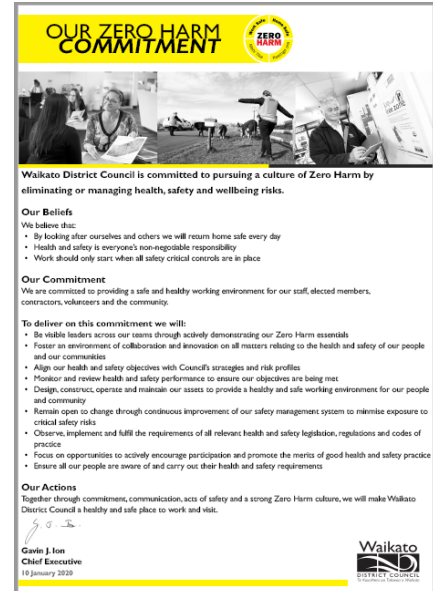 OUR ZERO HARM
COMMITMENT
Work Safe Home Safe
ZERO
HARM
Waikato District Council is committed to pursuing a culture of Zero Harm by
eliminating or managing health, safety and wellbeing risks.
Our Beliefs
We believe that:
• By looking after ourselves and others we will return home safe every day
• Health and safety is everyone's non-negotiable responsibility
• Work should only start when all safety critical controls are in place
Our Commitment
We are committed to providing a safe and healthy working environment for our staff, elected members,
contractors, volunteers and the community.
To deliver on this commitment we will:
• Be visible leaders across our teams through actively demonstrating our Zero Harm essentials
• Foster an environment of collaboration and innovation on all matters relating to the health and safety of our people
and our communities
• Align our health and safety objectives with Council's strategies and risk profiles
• Monitor and review health and safety performance to ensure our objectives are being met
• Design, construct, operate and maintain our assets to provide a healthy and safe working environment for our people
and community
• Remain open to change through continuous improvement of our safety management system to minmise exposure to
critical safety risks
• Observe, implement and fulfil the requirements of all relevant health and safety legislation, regulations and codes of
practice
• Focus on opportunities to actively encourage participation and promote the merits of good health and safety practice
• Ensure all our people are aware of and carry out their health and safety requirements
Our Actions
Together through commitment, communication, acts of safety and a strong Zero Harm culture, we will make Waikato
District Council a healthy and safe place to work and visit.
Gavin J. Ion
Chief Executive
10 January 2020
Waikato
DISTRICT COUNCIL